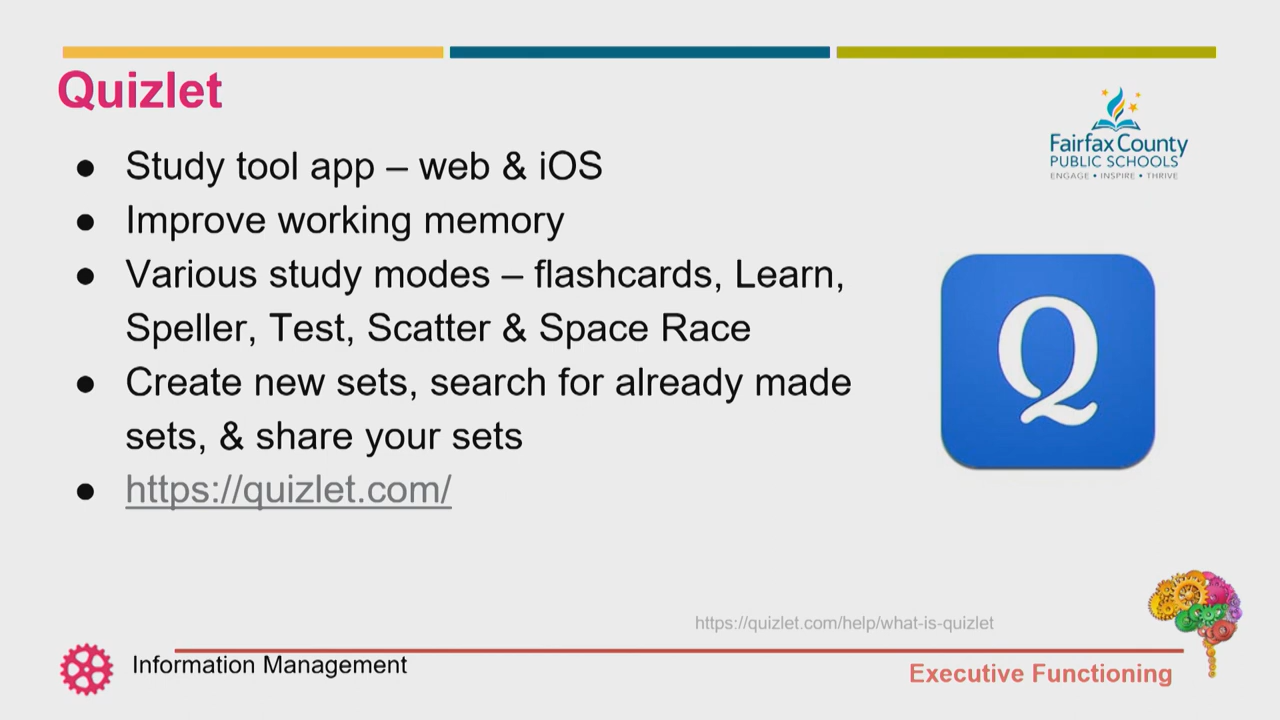 Quizlet
Fairfax County
PUBLIC SCHOOLS
ENGAGE • INSPIRE • THRIVE
● Study tool app – web & iOS
● Improve working memory
● Various study modes – flashcards, Learn,
Speller, Test, Scatter & Space Race
● Create new sets, search for already made
sets, & share your sets
● https://quizlet.com/
Q
https://quizlet.com/help/what-is-quizlet
Information Management
Executive Functioning